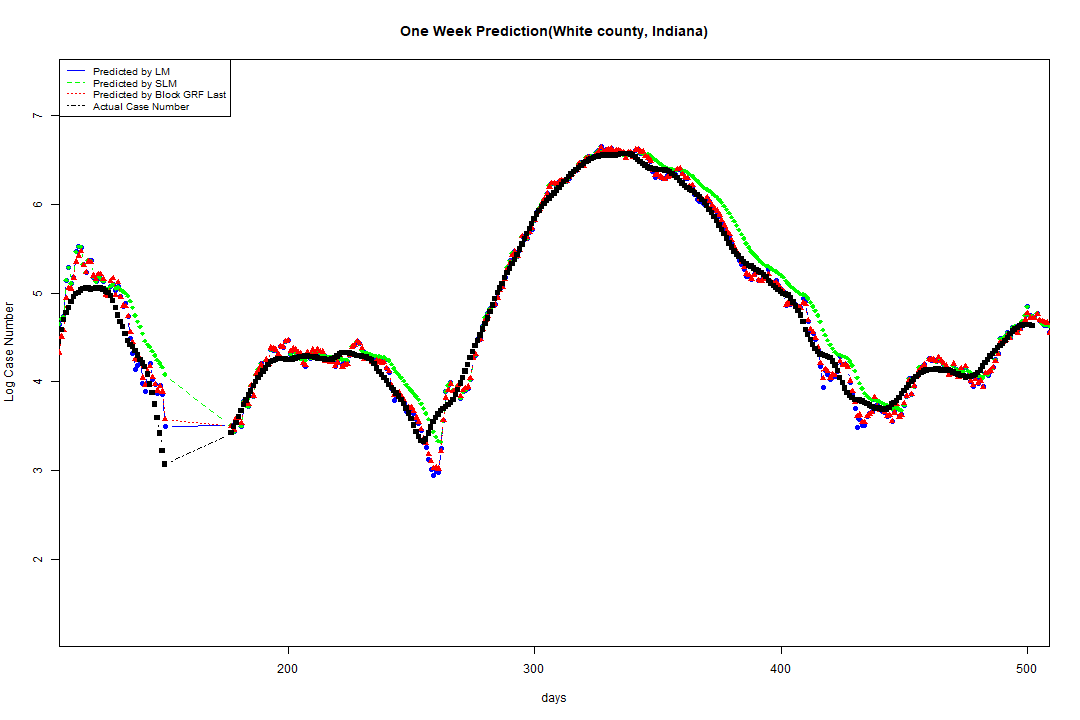 One Week Prediction(White county, Indiana)
Predicted by LM
Predicted by SLM
Predicted by Block GRF Last
Actual Case Number
Log Case Number
7
6
5
4
3
2
200
300
400
500
days